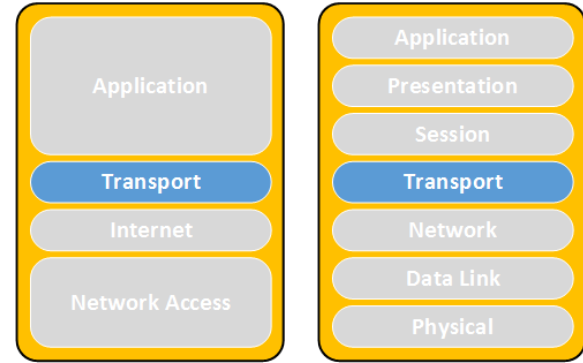 Application
Transport
Internet
Network Access
Application
Presentation
Session
Transport
Network
Data Link
Physical